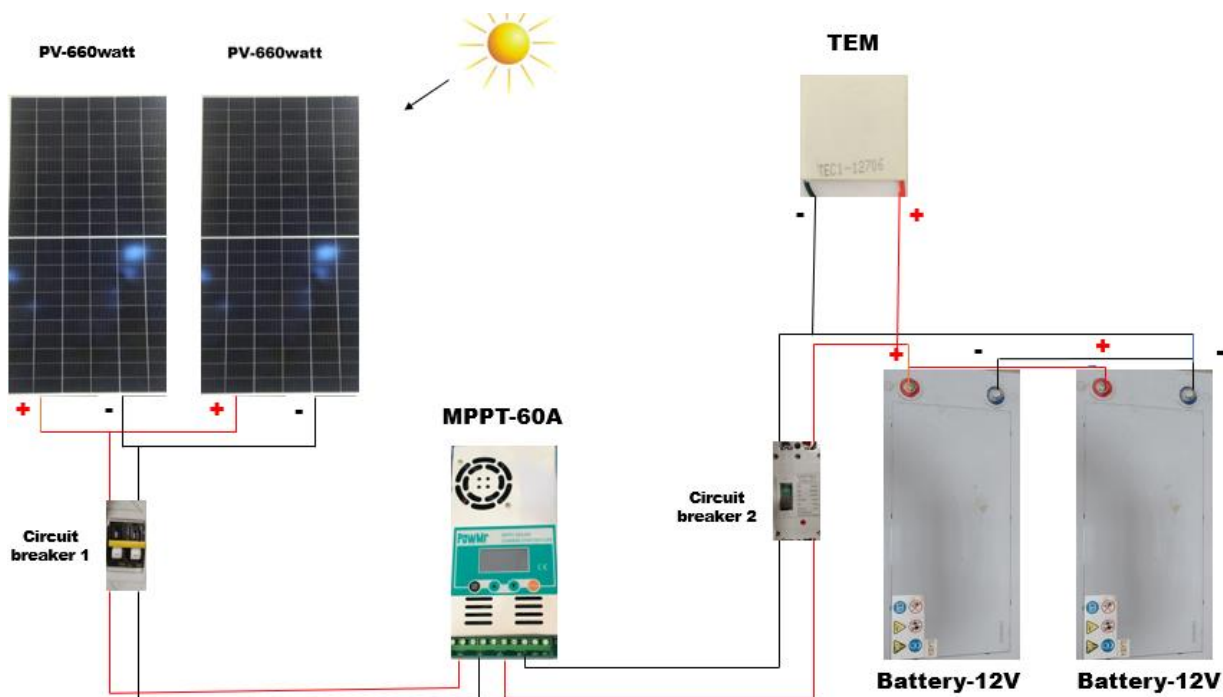 PV-660watt
PV-660watt
TEM
TEC1-12706
-
+
+
-
+
-
+
-
+
-
MPPT-60A
Circuit
breaker 1
Circuit
breaker 2
PowMr
Battery-12V
Battery-12V